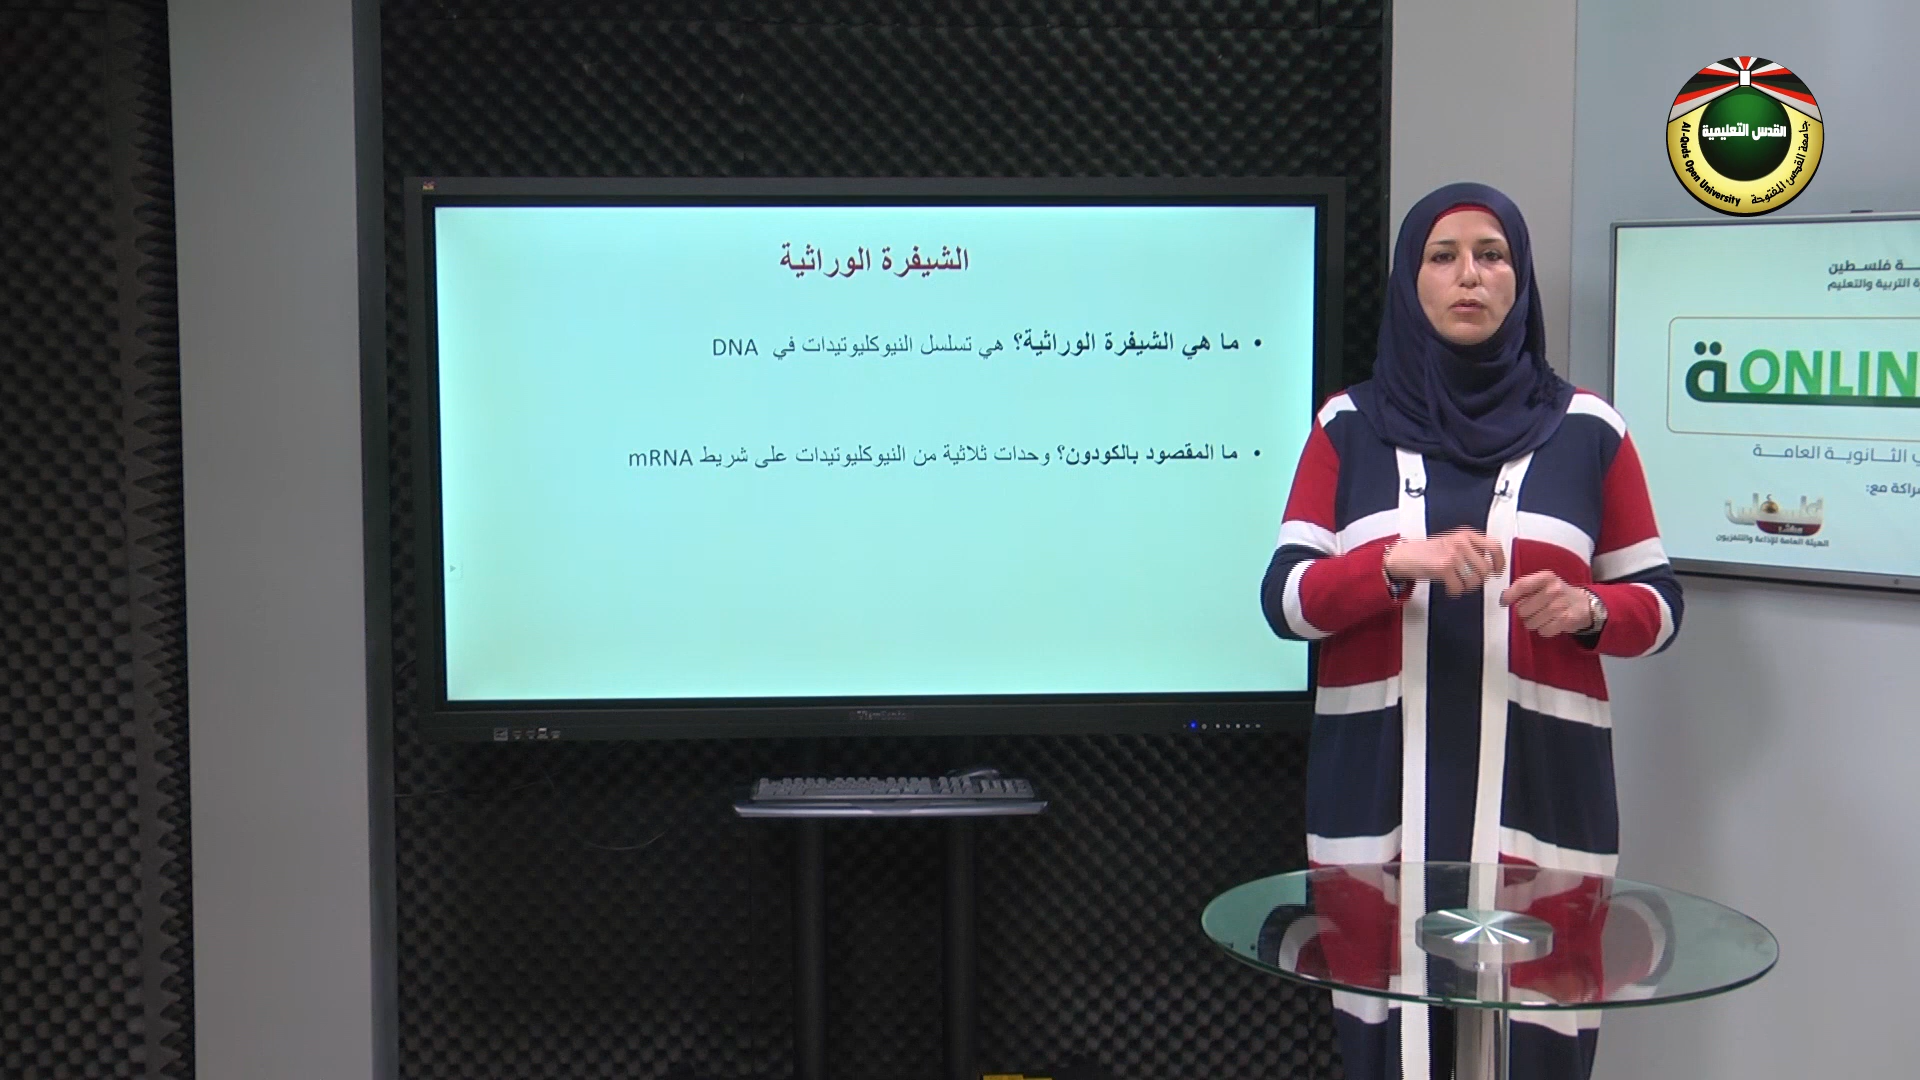 الشيفرة الوراثية
• ما هي الشيفرة الوراثية؟ هي تسلسل النيوكليوتيدات في DNA
• ما المقصود بالكودون؟ وحدات ثلاثية من النيوكليوتيدات على شريط mRNA
القدس التعليمية
جامعة القدس المفتوحة
Al-Quds Open University
فلسطين
التربية والتعليم
ONLIN
الثانوية العامة
مع:
فلسطين
الهيئة العامة للإذاعة والتلفزيون